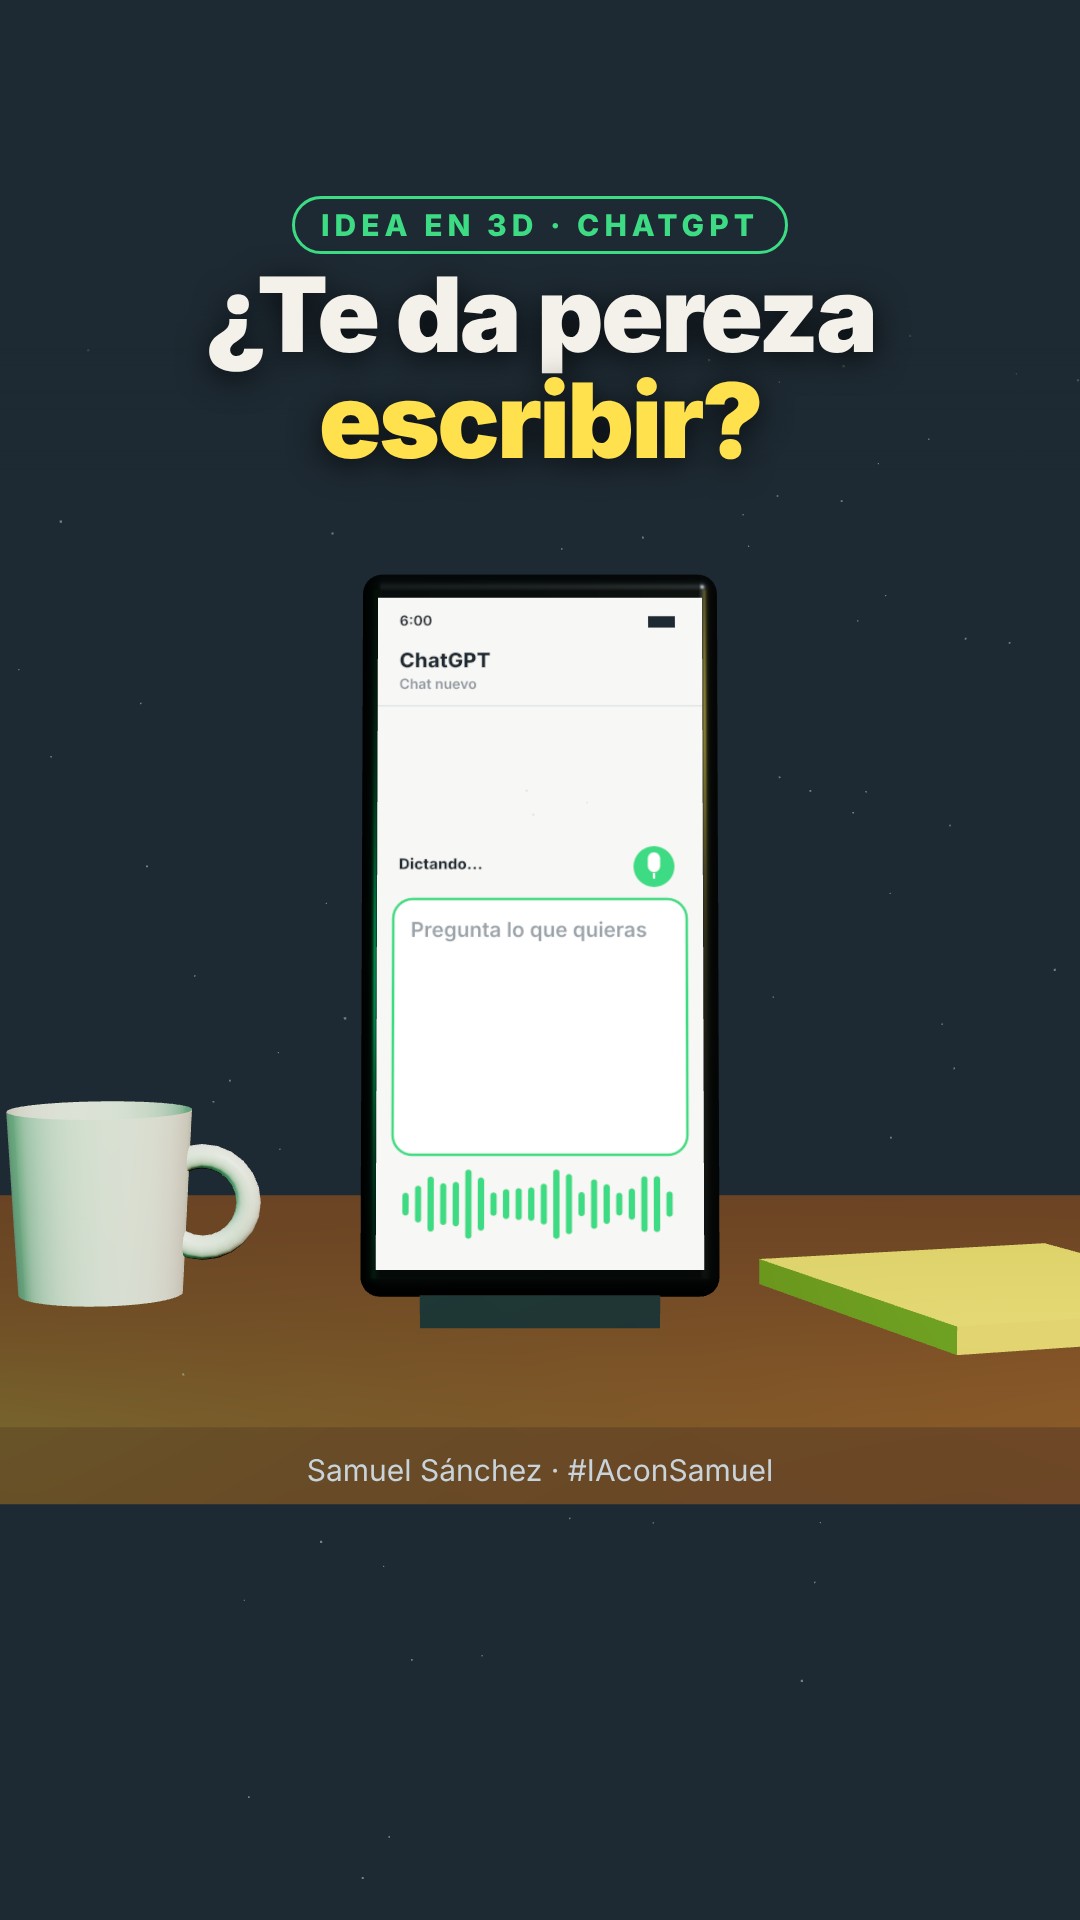 IDEA EN 3D · CHATGPT
¿Te da pereza
escribir?
6:00
ChatGPT
Chat nuevo
Dictando...
Pregunta lo que quieras
Samuel Sánchez · #IAconSamuel